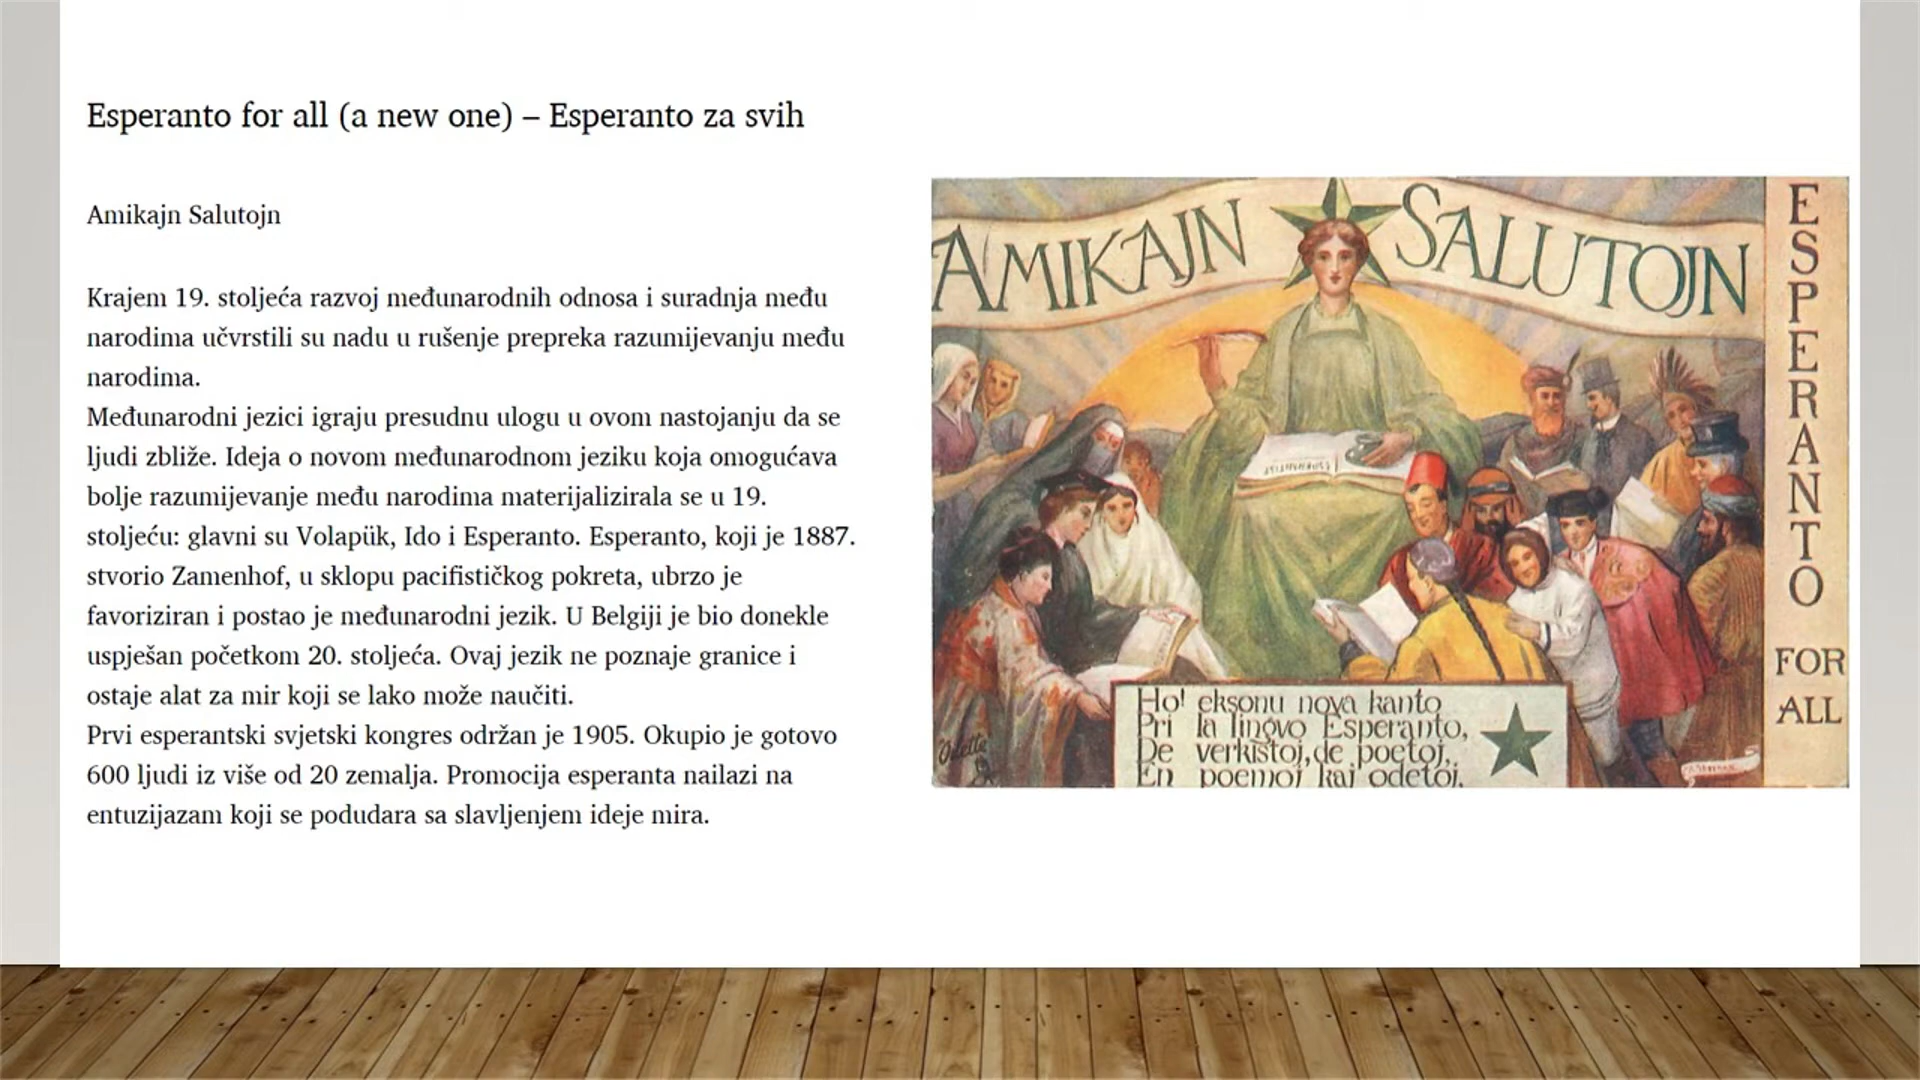 Esperanto for all (a new one) – Esperanto za svih
Amikajn Salutojn
Krajem 19. stoljeća razvoj međunarodnih odnosa i suradnja među
narodima učvrstili su nadu u rušenje prepreka razumijevanju među
narodima.
Međunarodni jezici igraju presudnu ulogu u ovom nastojanju da se
ljudi zbliže. Ideja o novom međunarodnom jeziku koja omogućava
bolje razumijevanje među narodima materijalizirala se u 19.
stoljeću: glavni su Volapük, Ido i Esperanto. Esperanto, koji je 1887.
stvorio Zamenhof, u sklopu pacifističkog pokreta, ubrzo je
favoriziran i postao je međunarodni jezik. U Belgiji je bio donekle
uspješan početkom 20. stoljeća. Ovaj jezik ne poznaje granice i
ostaje alat za mir koji se lako može naučiti.
Prvi esperantski svjetski kongres održan je 1905. Okupio je gotovo
600 ljudi iz više od 20 zemalja. Promocija esperanta nailazi na
entuzijazam koji se podudara sa slavljenjem ideje mira.
AMIKAJN SALUTOJN
ESPERANTO
FOR
ALL
Ho! eksonu nova kanto
Pri la lingvo Esperanto,
De verkistoj, de poetoj,
En poemoj kaj odetoj.